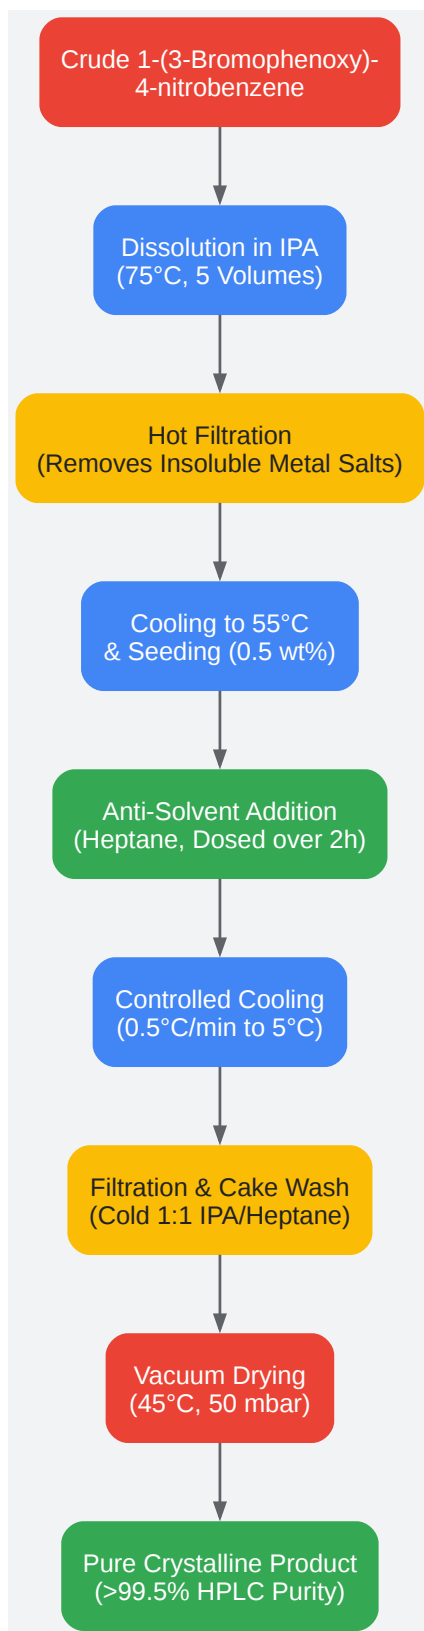 Crude 1-(3-Bromophenoxy)-
4-nitrobenzene
Dissolution in IPA
(75°C, 5 Volumes)
Hot Filtration
(Removes Insoluble Metal Salts)
Cooling to 55°C
& Seeding (0.5 wt%)
Anti-Solvent Addition
(Heptane, Dosed over 2h)
Controlled Cooling
(0.5°C/min to 5°C)
Filtration & Cake Wash
(Cold 1:1 IPA/Heptane)
Vacuum Drying
(45°C, 50 mbar)
Pure Crystalline Product
(>99.5% HPLC Purity)